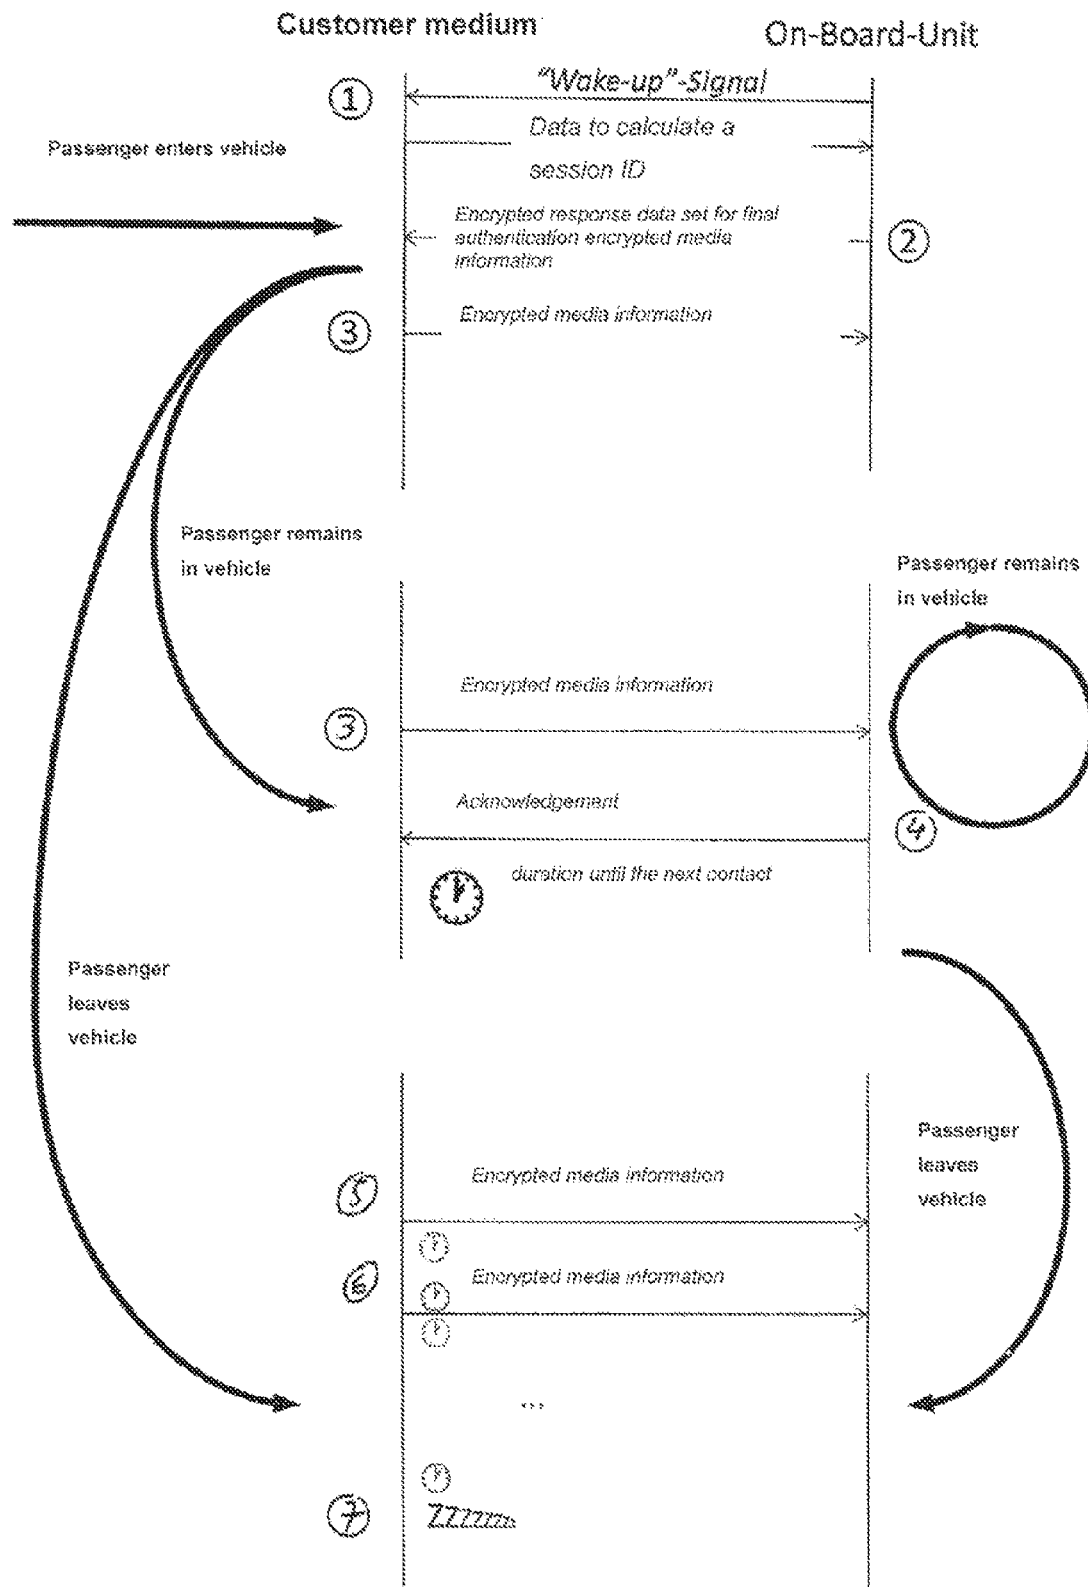 Customer medium
On-Board-Unit
①
"Wake-up"-Signal
Data to calculate a
session ID
Passenger enters vehicle
Encrypted response data set for final
authentication encrypted media
information
②
③
Encrypted media information
Passenger remains
in vehicle
Passenger remains
in vehicle
Encrypted media information
③
Acknowledgement
④
duration until the next contact
Passenger
leaves
vehicle
Passenger
leaves
vehicle
⑤
Encrypted media information
⑥
Encrypted media information
...
⑦
ZZZZZZZ